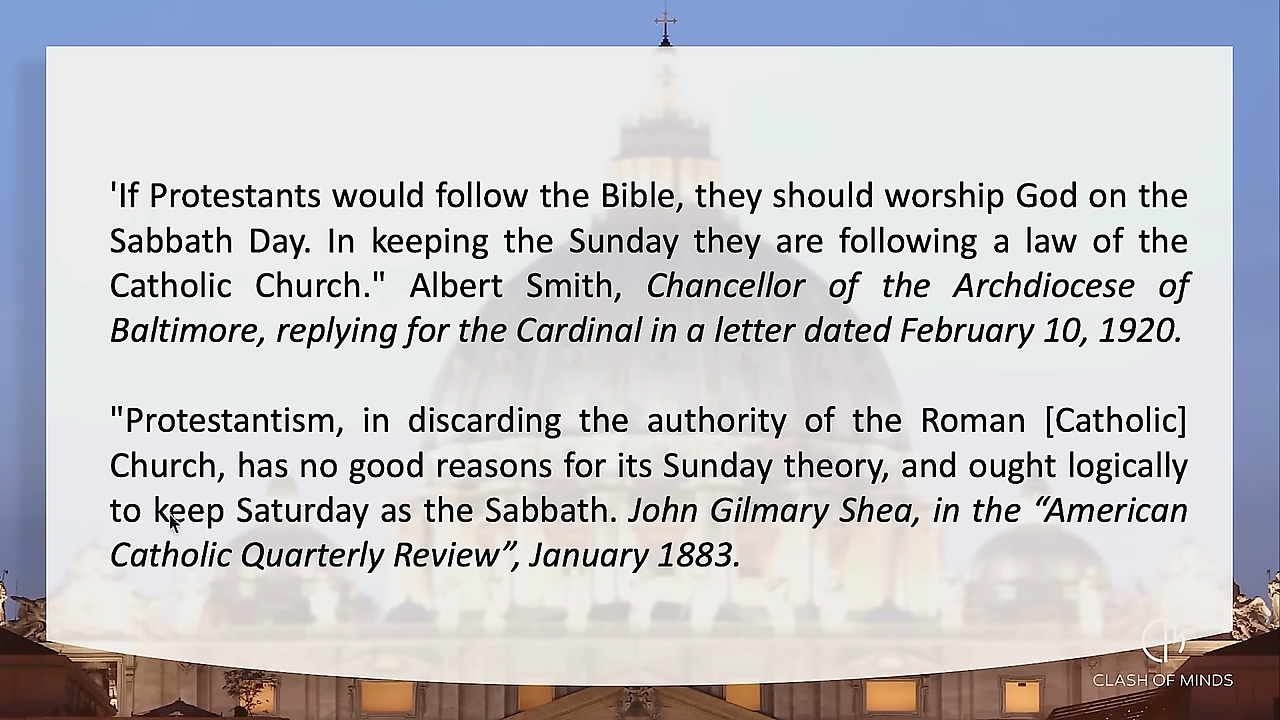 'If Protestants would follow the Bible, they should worship God on the
Sabbath Day. In keeping the Sunday they are following a law of the
Catholic Church." Albert Smith, Chancellor of the Archdiocese of
Baltimore, replying for the Cardinal in a letter dated February 10, 1920.
"Protestantism, in discarding the authority of the Roman [Catholic]
Church, has no good reasons for its Sunday theory, and ought logically
to keep Saturday as the Sabbath. John Gilmary Shea, in the “American
Catholic Quarterly Review”, January 1883.
CLASH OF MINDS